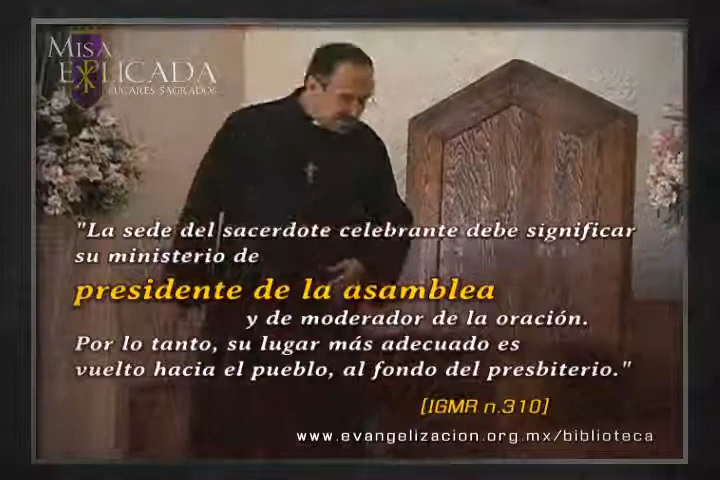 MISA
EXPLICADA
LUGARES SAGRADOS
"La sede del sacerdote celebrante debe significar
su ministerio de
presidente de la asamblea
y de moderador de la oración.
Por lo tanto, su lugar más adecuado es
vuelto hacia el pueblo, al fondo del presbiterio."
[IGMR n.310]
www.evangelizacion.org.mx/biblioteca